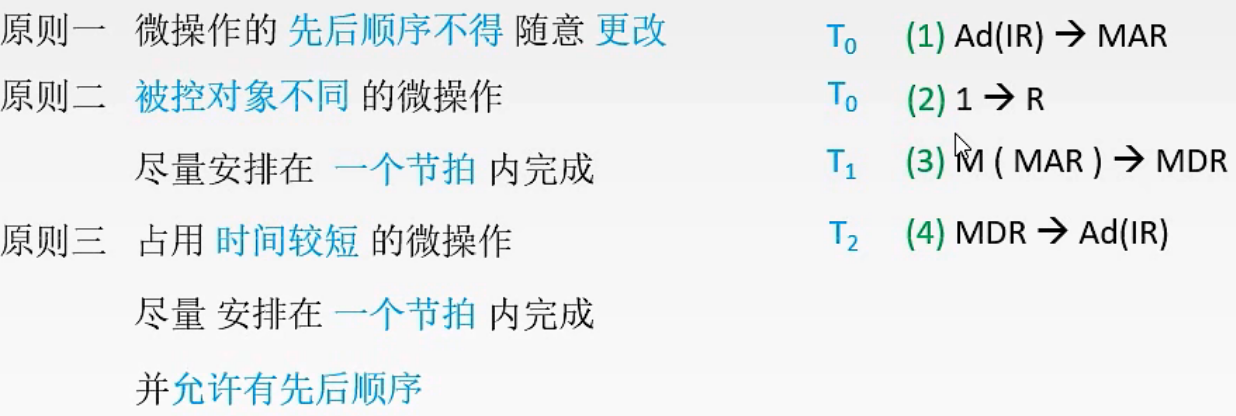 原则一 微操作的 先后顺序不得 随意 更改
原则二 被控对象不同 的微操作
尽量安排在 一个节拍 内完成
原则三 占用 时间较短 的微操作
尽量 安排在 一个节拍 内完成
并允许有先后顺序
T₀ (1) Ad(IR) → MAR
T₀ (2) 1 → R
T₁ (3) M ( MAR ) → MDR
T₂ (4) MDR → Ad(IR)